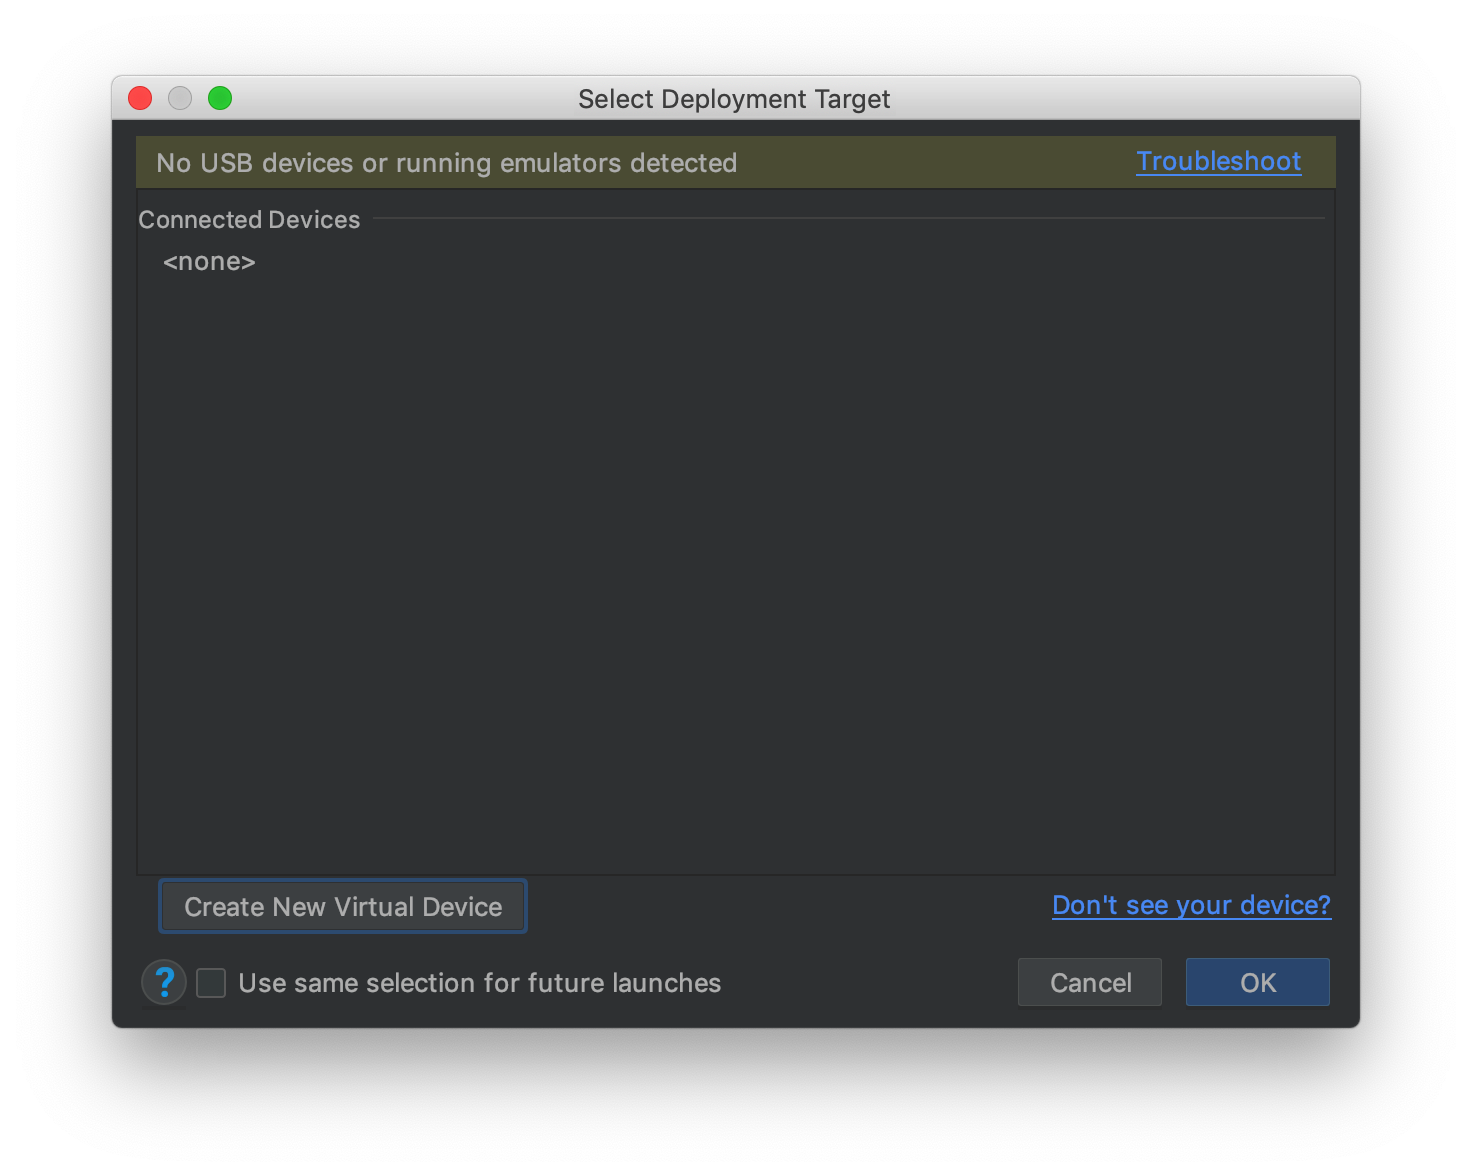 Select Deployment Target
No USB devices or running emulators detected
Troubleshoot
Connected Devices
<none>
Create New Virtual Device
Don't see your device?
? Use same selection for future launches
Cancel
OK